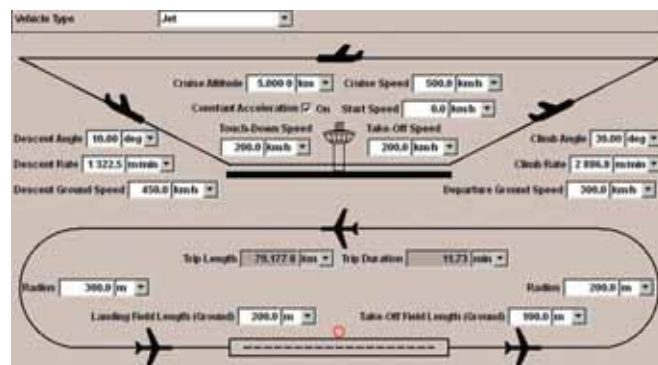 Vehicle Type Jet
Cruise Altitude 5.000 0 km Cruise Speed 500.0 km/h
Constant Acceleration On Start Speed 0.0 km/h
Touch-Down Speed Take-Off Speed
Descent Angle 10.00 deg 200.0 km/h 200.0 km/h Climb Angle 30.00 deg
Descent Rate 1 322.5 m/min Climb Rate 2 886.8 m/min
Descent Ground Speed 450.0 km/h Departure Ground Speed 300.0 km/h
Trip Length 79.177 8 km Trip Duration 11.73 min
Radius 300.0 m Radius 200.0 m
Landing Field Length (Ground) 200.0 m Take-Off Field Length (Ground) m